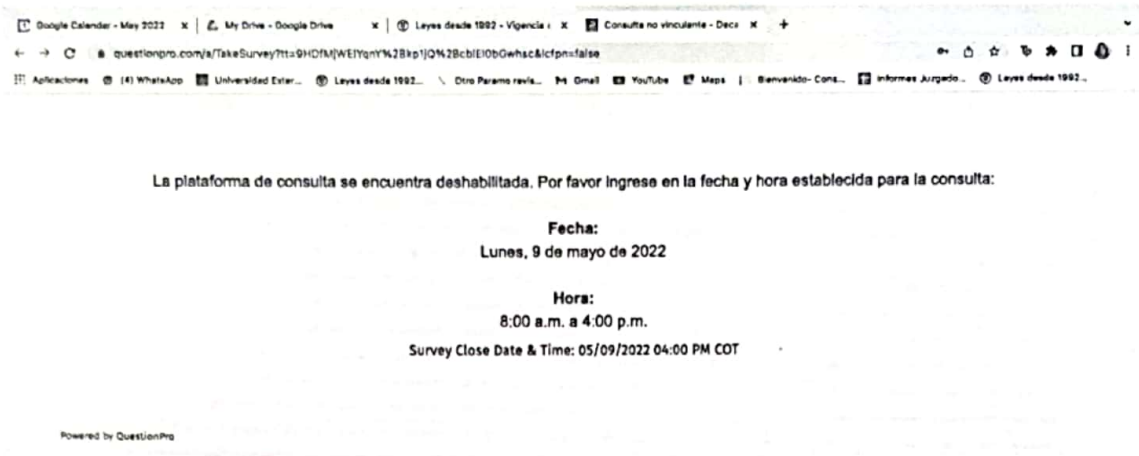 Google Calender - May 2022 x My Drive - Google Drive x Leyes desde 1992 - Vigencia x Consulta no vinculante - Deca x +
questionpro.com/a/TakeSurvey?tt=
Aplicaciones (4) WhatsApp Universidad Exter... Leyes desde 1992... Otro Paramo revis... Gmail YouTube Maps Bienvenido- Cons... Informes Juzgado... Leyes desde 1992...
La plataforma de consulta se encuentra deshabilitada. Por favor ingrese en la fecha y hora establecida para la consulta:
Fecha:
Lunes, 9 de mayo de 2022
Hora:
8:00 a.m. a 4:00 p.m.
Survey Close Date & Time: 05/09/2022 04:00 PM COT
Powered by QuestionPro